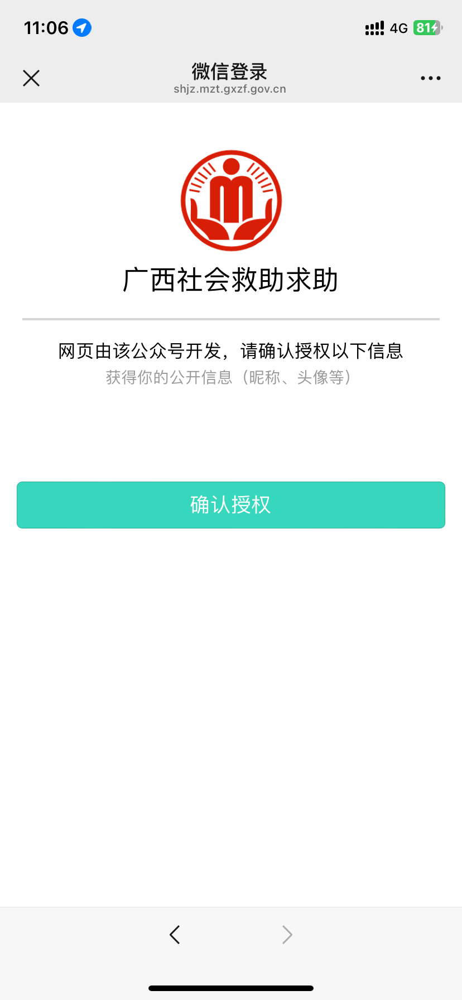 11:06
4G
81
微信登录
shjz.mzt.gxzf.gov.cn
广西社会救助求助
网页由该公众号开发，请确认授权以下信息
获得你的公开信息（昵称、头像等）
确认授权